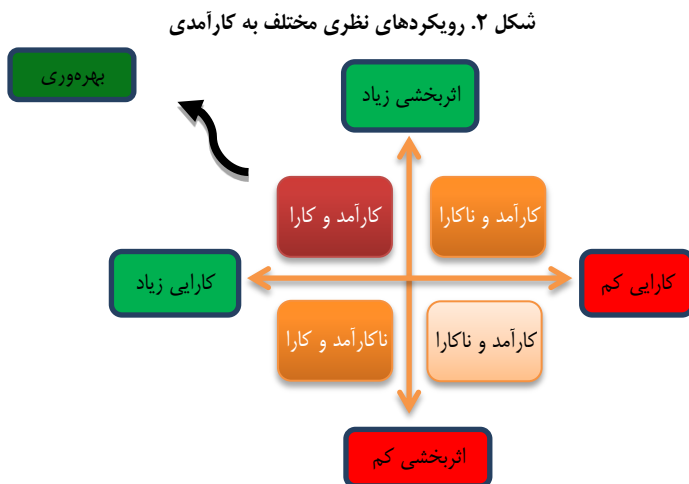 شکل ۲. رویکردهای نظری مختلف به کارآمدی
بهره‌وری
اثربخشی زیاد
کارآمد و ناکارا
کارآمد و کارا
کارایی کم
کارایی زیاد
کارآمد و ناکارا
ناکارآمد و کارا
اثربخشی کم